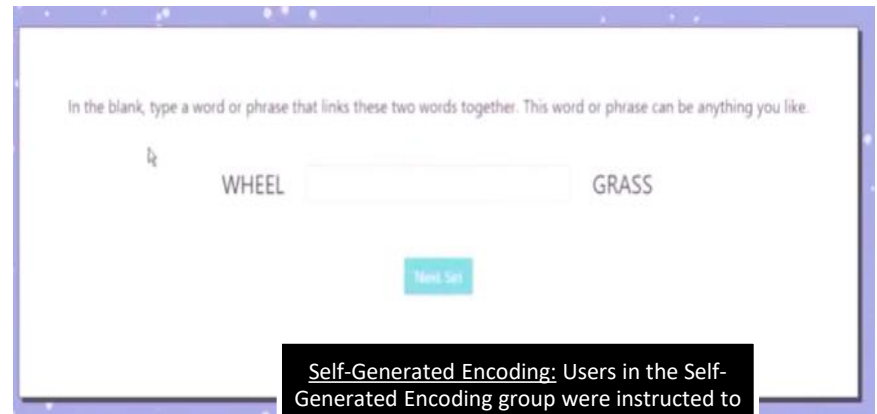 In the blank, type a word or phrase that links these two words together. This word or phrase can be anything you like.
WHEEL GRASS
Next Set
Self-Generated Encoding: Users in the Self-
Generated Encoding group were instructed to